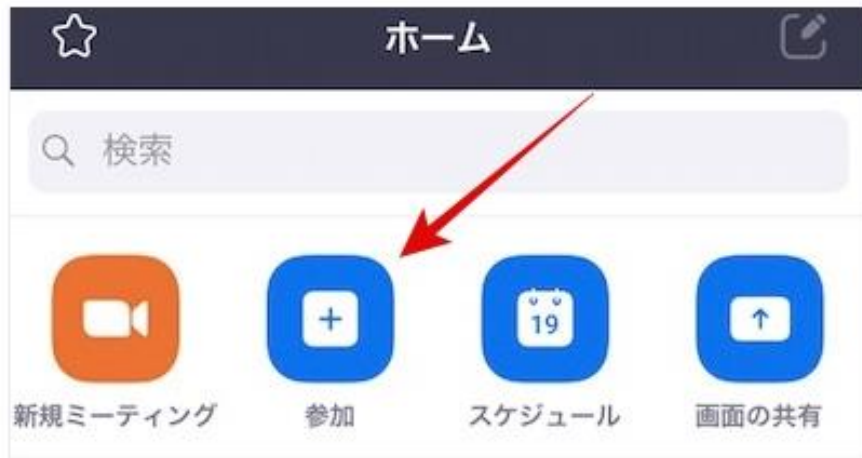 ホーム
検索
19
新規ミーティング
参加
スケジュール
画面の共有